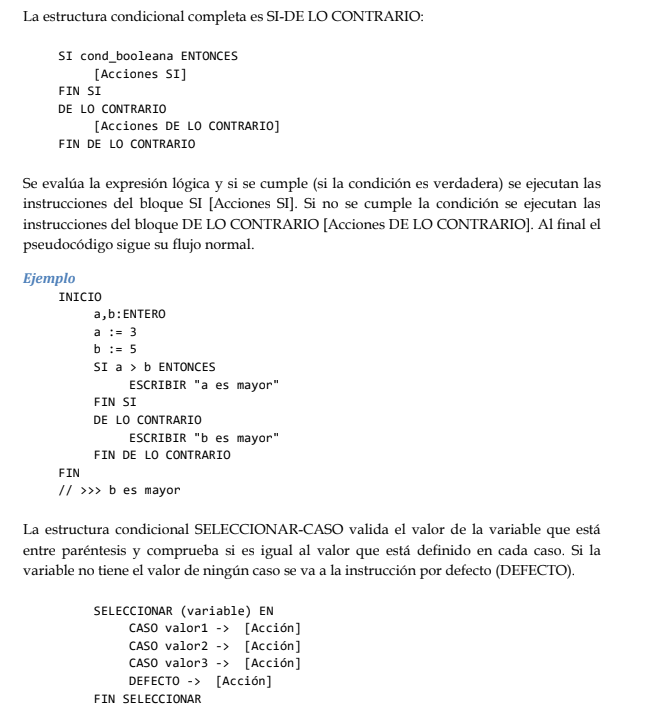 La estructura condicional completa es SI-DE LO CONTRARIO:
SI cond_booleana ENTONCES
[Acciones SI]
FIN SI
DE LO CONTRARIO
[Acciones DE LO CONTRARIO]
FIN DE LO CONTRARIO
Se evalúa la expresión lógica y si se cumple (si la condición es verdadera) se ejecutan las
instrucciones del bloque SI [Acciones SI]. Si no se cumple la condición se ejecutan las
instrucciones del bloque DE LO CONTRARIO [Acciones DE LO CONTRARIO]. Al final el
pseudocódigo sigue su flujo normal.
Ejemplo
INICIO
a,b:ENTERO
a := 3
b := 5
SI a > b ENTONCES
ESCRIBIR "a es mayor"
FIN SI
DE LO CONTRARIO
ESCRIBIR "b es mayor"
FIN DE LO CONTRARIO
FIN
// >>> b es mayor
La estructura condicional SELECCIONAR-CASO valida el valor de la variable que está
entre paréntesis y comprueba si es igual al valor que está definido en cada caso. Si la
variable no tiene el valor de ningún caso se va a la instrucción por defecto (DEFECTO).
SELECCIONAR (variable) EN
CASO valor1 -> [Acción]
CASO valor2 -> [Acción]
CASO valor3 -> [Acción]
DEFECTO -> [Acción]
FIN SELECCIONAR